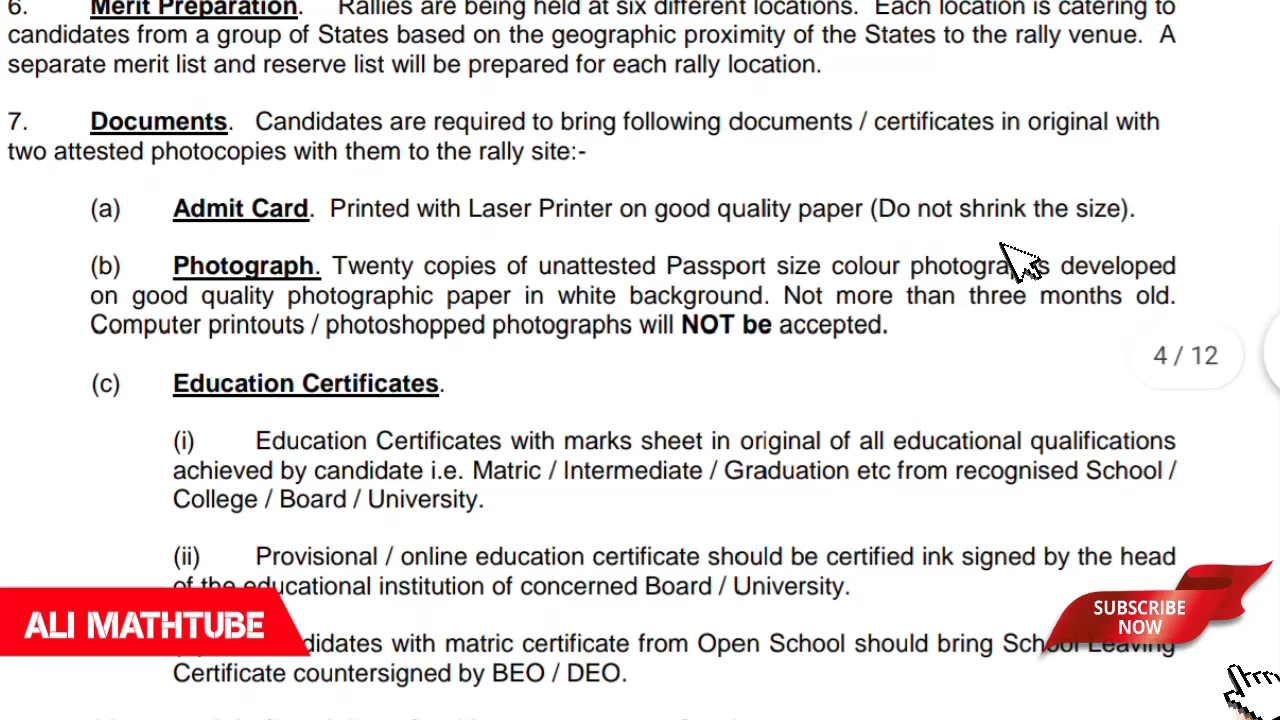 6. Merit Preparation. Rallies are being held at six different locations. Each location is catering to
candidates from a group of States based on the geographic proximity of the States to the rally venue. A
separate merit list and reserve list will be prepared for each rally location.
7. Documents. Candidates are required to bring following documents / certificates in original with
two attested photocopies with them to the rally site:-
(a) Admit Card. Printed with Laser Printer on good quality paper (Do not shrink the size).
(b) Photograph. Twenty copies of unattested Passport size colour photographs developed
on good quality photographic paper in white background. Not more than three months old.
Computer printouts / photoshopped photographs will NOT be accepted.
4 / 12
(c) Education Certificates.
(i) Education Certificates with marks sheet in original of all educational qualifications
achieved by candidate i.e. Matric / Intermediate / Graduation etc from recognised School /
College / Board / University.
(ii) Provisional / online education certificate should be certified ink signed by the head
of the educational institution of concerned Board / University.
didates with matric certificate from Open School should bring School Leaving
Certificate countersigned by BEO / DEO.
ALI MATHTUBE
SUBSCRIBE
NOW